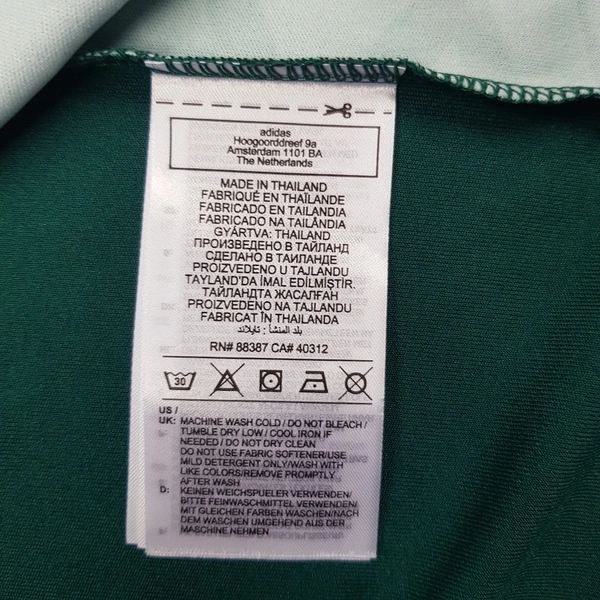 adidas
Hoogoorddreef 9a
Amsterdam 1101 BA
The Netherlands
MADE IN THAILAND
FABRIQUÉ EN THAÏLANDE
FABRICADO EN TAILANDIA
FABRICADO NA TAILÂNDIA
GYÁRTVA: THAILAND
ПРОИЗВЕДЕНО В ТАЙЛАНД
СДЕЛАНО В ТАИЛАНДЕ
PROIZVEDENO U TAJLANDU
TAYLAND'DA İMAL EDİLMİŞTİR.
ТАЙЛАНДТА ЖАСАЛҒАН
PROIZVEDENO NA TAJLANDU
FABRICAT ÎN THAILANDA
بلد المنشأ : تايلاند
RN# 88387 CA# 40312
30
US /
UK: MACHINE WASH COLD / DO NOT BLEACH /
TUMBLE DRY LOW / COOL IRON IF
NEEDED / DO NOT DRY CLEAN
DO NOT USE FABRIC SOFTENER/USE
MILD DETERGENT ONLY/WASH WITH
LIKE COLORS/REMOVE PROMPTLY
AFTER WASH
D: KEINEN WEICHSPUELER VERWENDEN/
BITTE FEINWASCHMITTEL VERWENDEN/
MIT GLEICHEN FARBEN WASCHEN/NACH
DEM WASCHEN UMGEHEND AUS DER
MASCHINE NEHMEN